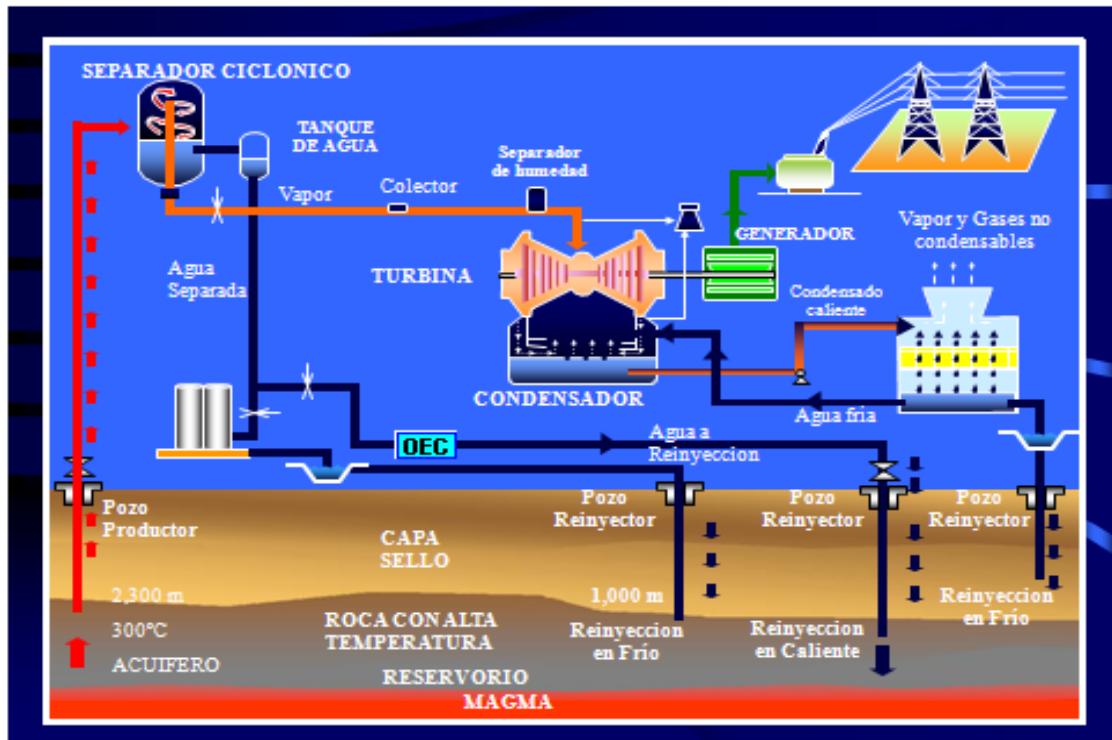 SEPARADOR CICLONICO
TANQUE
DE AGUA
Separador
de humedad
Vapor
Colector
Vapor y Gases no
condensables
GENERADOR
Agua
Separada
TURBINA
Condensado
caliente
CONDENSADOR
Agua fria
OEC
Agua a
Reinyeccion
Pozo
Productor
Pozo
Reinyector
Pozo
Reinyector
Pozo
Reinyector
CAPA
SELLO
2,300 m
1,000 m
300°C
ROCA CON ALTA
TEMPERATURA
Reinyeccion
en Frío
Reinyeccion
en Caliente
Reinyeccion
en Frío
ACUIFERO
RESERVORIO
MAGMA